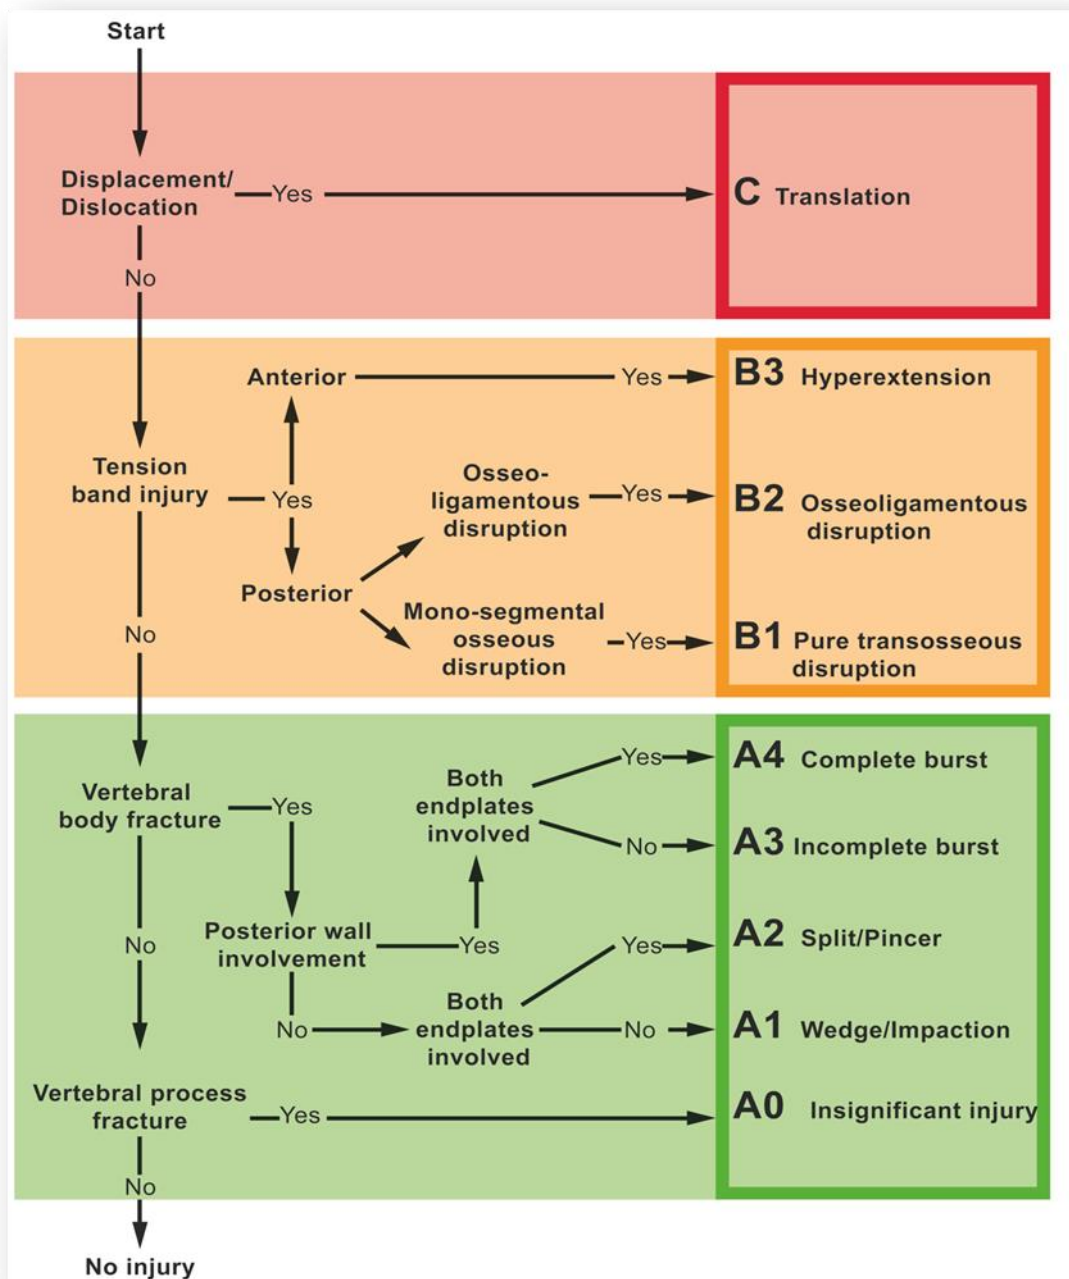 Start
Displacement/
Dislocation
Yes
C Translation
No
Anterior
Yes
B3 Hyperextension
Tension
band injury
Yes
Osseo-
ligamentous
disruption
Yes
B2 Osseoligamentous
disruption
Posterior
Mono-segmental
osseous
disruption
Yes
B1 Pure transosseous
disruption
No
Vertebral
body fracture
Yes
Both
endplates
involved
Yes
A4 Complete burst
No
A3 Incomplete burst
Posterior wall
involvement
Yes
Yes
A2 Split/Pincer
No
No
Both
endplates
involved
No
A1 Wedge/Impaction
Vertebral process
fracture
Yes
A0 Insignificant injury
No
No injury